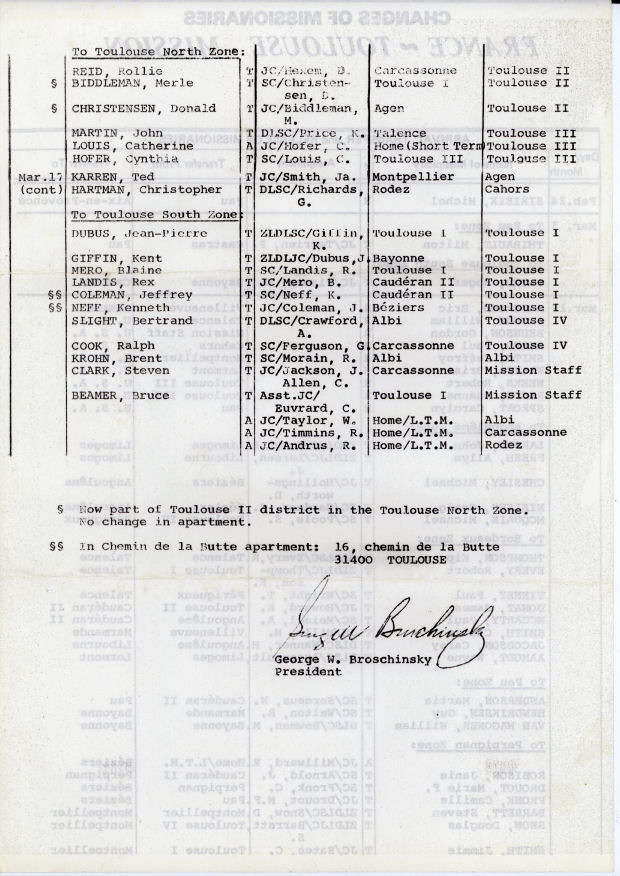 To Toulouse North Zone:
REID, Rollie T JC/Hexem, D. Carcassonne Toulouse II
§ BIDDLEMAN, Merle T SC/Christen- Toulouse I Toulouse II
sen, D.
§ CHRISTENSEN, Donald T JC/Biddleman, Agen Toulouse II
M.
MARTIN, John T DLSC/Price, K. Talence Toulouse III
LOUIS, Catherine A JC/Hofer, C. Home(Short Term) Toulouse III
HOFER, Cynthia T SC/Louis, C. Toulouse III Toulouse III
Mar.17 KARREN, Ted T JC/Smith, Ja. Montpellier Agen
(cont) HARTMAN, Christopher T DLSC/Richards, Rodez Cahors
G.
To Toulouse South Zone:
DUBUS, Jean-Pierre T ZLDLSC/Giffin, Toulouse I Toulouse I
K.
GIFFIN, Kent T ZLDLJC/Dubus,J. Bayonne Toulouse I
MERO, Blaine T SC/Landis, R. Toulouse I Toulouse I
LANDIS, Rex T JC/Mero, B. Caudéran II Toulouse I
§§ COLEMAN, Jeffrey T SC/Neff, K. Caudéran II Toulouse I
§§ NEFF, Kenneth T JC/Coleman, J. Béziers Toulouse I
SLIGHT, Bertrand T DLSC/Crawford, Albi Toulouse IV
A.
COOK, Ralph T SC/Ferguson, G. Carcassonne Toulouse IV
KROHN, Brent T SC/Morain, R. Albi Albi
CLARK, Steven T JC/Jackson, J. Carcassonne Mission Staff
Allen, C.
BEAMER, Bruce T Asst.JC/ Toulouse I Mission Staff
Euvrard, C.
A JC/Taylor, W. Home/L.T.M. Albi
A JC/Timmins, R. Home/L.T.M. Carcassonne
A JC/Andrus, R. Home/L.T.M. Rodez
§ Now part of Toulouse II district in the Toulouse North Zone.
No change in apartment.
§§ In Chemin de la Butte apartment: 16, chemin de la Butte
31400 TOULOUSE
George W. Broschinsky
George W. Broschinsky
President